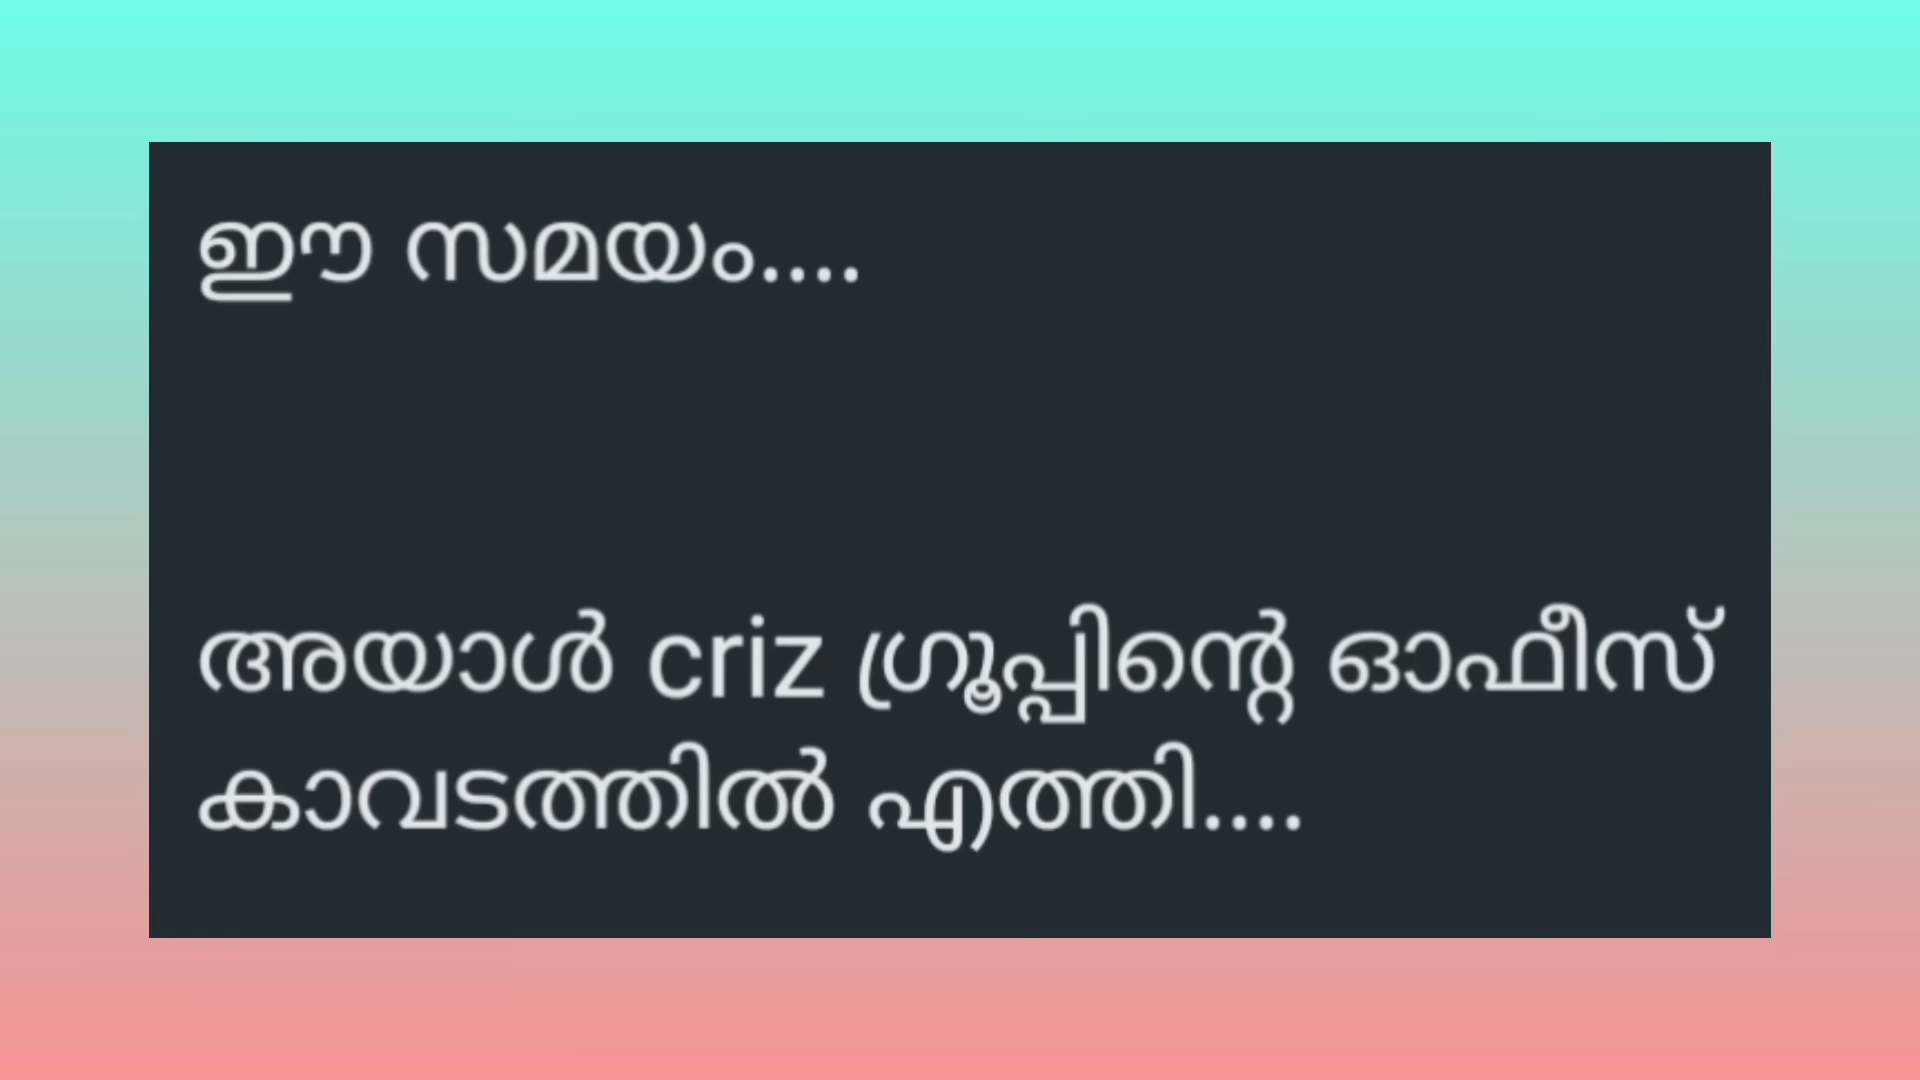 ഈ സമയം....
അയാൾ criz ഗ്രൂപ്പിന്റെ ഓഫീസ്
കാവടത്തിൽ എത്തി....